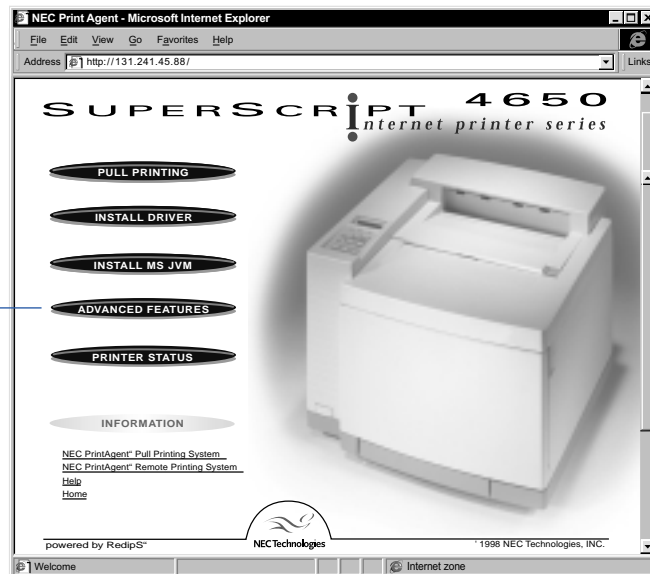 NEC Print Agent - Microsoft Internet Explorer
File Edit View Go Favorites Help
Address http://131.241.45.88/ Links
SUPERSCRIPT 4650
Internet printer series
PULL PRINTING
INSTALL DRIVER
INSTALL MS JVM
ADVANCED FEATURES
PRINTER STATUS
INFORMATION
NEC PrintAgent“ Pull Printing System
NEC PrintAgent“ Remote Printing System
Help
Home
powered by RedipS“ NEC Technologies ' 1998 NEC Technologies, INC.
Welcome Internet zone